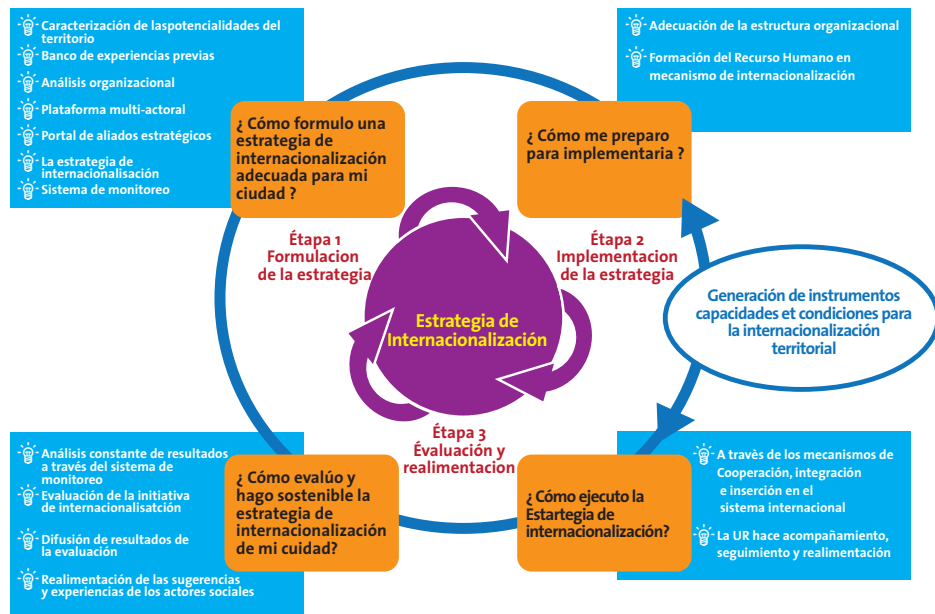 Caracterización de laspotencialidades del
territorio
Banco de experiencias previas
Análisis organizacional
Plataforma multi-actoral
Portal de aliados estratégicos
La estrategia de
internacionalisación
Sistema de monitoreo
¿ Cómo formulo una
estrategia de
internacionalización
adecuada para mi
ciudad ?
Adecuación de la estructura organizacional
Formación del Recurso Humano en
mecanismo de internacionalización
¿ Cómo me preparo
para implementaria ?
Étapa 1
Formulacion
de la estrategia
Étapa 2
Implementacion
de la estrategia
Estrategia de
Internacionalización
Generación de instrumentos
capacidades et condiciones para
la internacionalización
territorial
Étapa 3
Évaluación y
realimentacion
Análisis constante de resultados
a través del sistema de
monitoreo
Evaluación de la initiativa
de internacionalisatción
Difusión de resultados de
la evaluación
Realimentación de las sugerencias
y experiencias de los actores sociales
¿ Cómo evalúo y
hago sostenible la
estrategia de
internacionalización
de mi cuidad?
¿ Cómo ejecuto la
Estartegia de
internacionalización?
A travès de los mecanismos de
Cooperación, integración
e inserción en el
sistema internacional
La UR hace acompañamiento,
seguimiento y realimentación